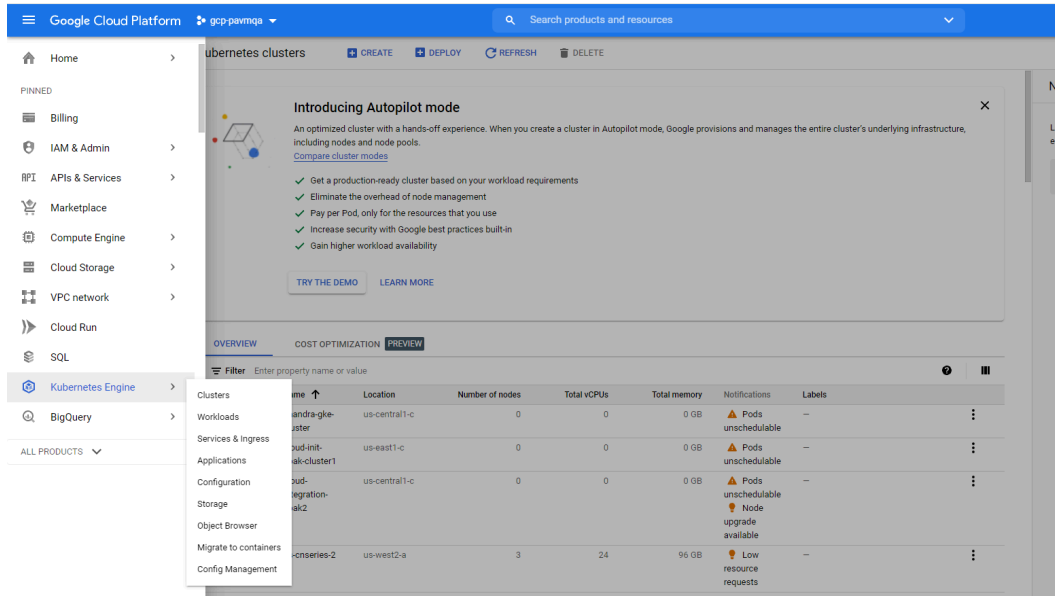 Google Cloud Platform gcp-pavmqa Search products and resources
Home
PINNED
Billing
IAM & Admin
API APIs & Services
Marketplace
Compute Engine
Cloud Storage
VPC network
Cloud Run
SQL
Kubernetes Engine
BigQuery
ALL PRODUCTS
Clusters
Workloads
Services & Ingress
Applications
Configuration
Storage
Object Browser
Migrate to containers
Config Management
ubernetes clusters CREATE DEPLOY REFRESH DELETE
Introducing Autopilot mode
An optimized cluster with a hands-off experience. When you create a cluster in Autopilot mode, Google provisions and manages the entire cluster's underlying infrastructure,
including nodes and node pools.
Compare cluster modes
Get a production-ready cluster based on your workload requirements
Eliminate the overhead of node management
Pay per Pod, only for the resources that you use
Increase security with Google best practices built-in
Gain higher workload availability
TRY THE DEMO LEARN MORE
OVERVIEW COST OPTIMIZATION PREVIEW
Filter Enter property name or value
me Location Number of nodes Total vCPUs Total memory Notifications Labels
andra-gke-
uster
us-central1-c 0 0 0 GB Pods
unschedulable
–
oud-init-
ak-cluster1
us-east1-c 0 0 0 GB Pods
unschedulable
–
oud-
tegration-
ak2
us-central1-c 0 0 0 GB Pods
unschedulable
Node
upgrade
available
–
-cnseries-2 us-west2-a 3 24 96 GB Low
resource
requests
–